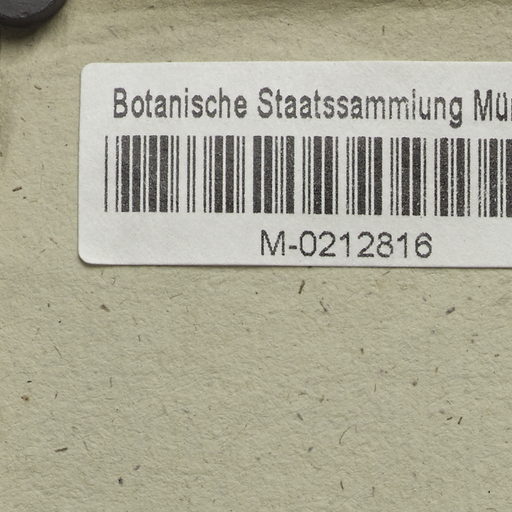 Botanische Staatssammlung Mün
M-0212816